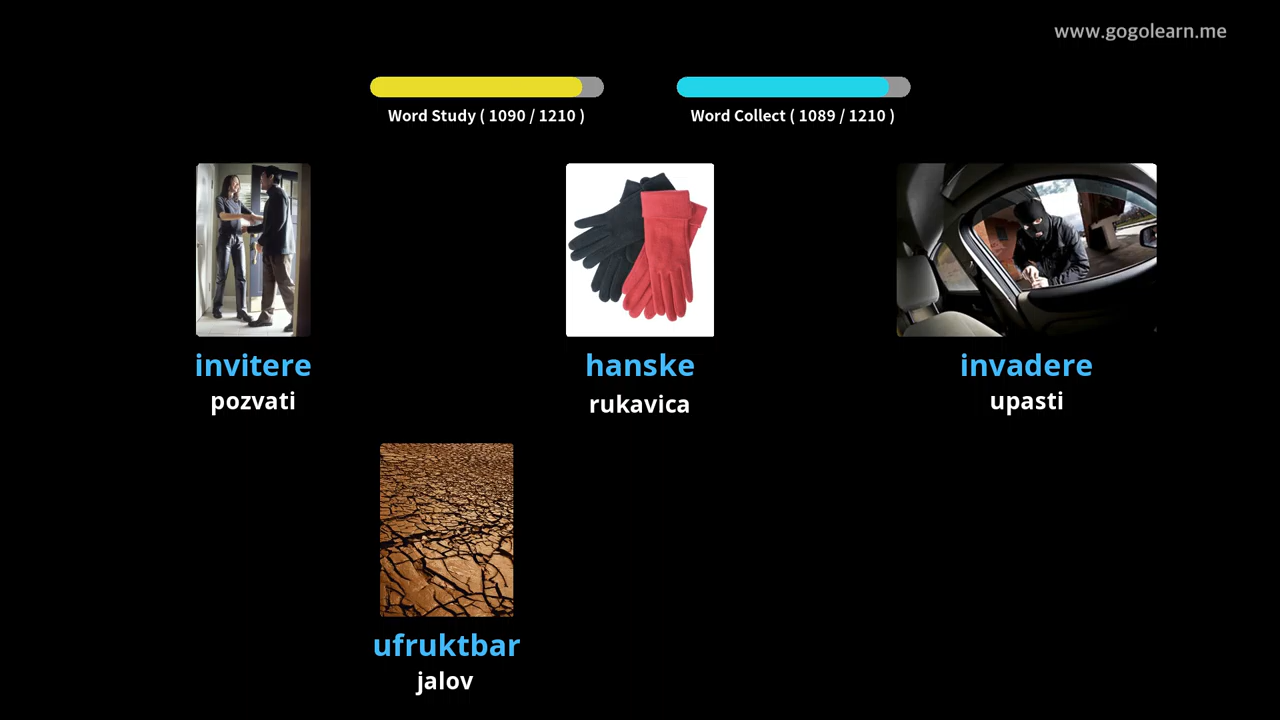 www.gogolearn.me
Word Study ( 1090 / 1210 )
Word Collect ( 1089 / 1210 )
invitere
pozvati
hanske
rukavica
invadere
upasti
ufruktbar
jalov